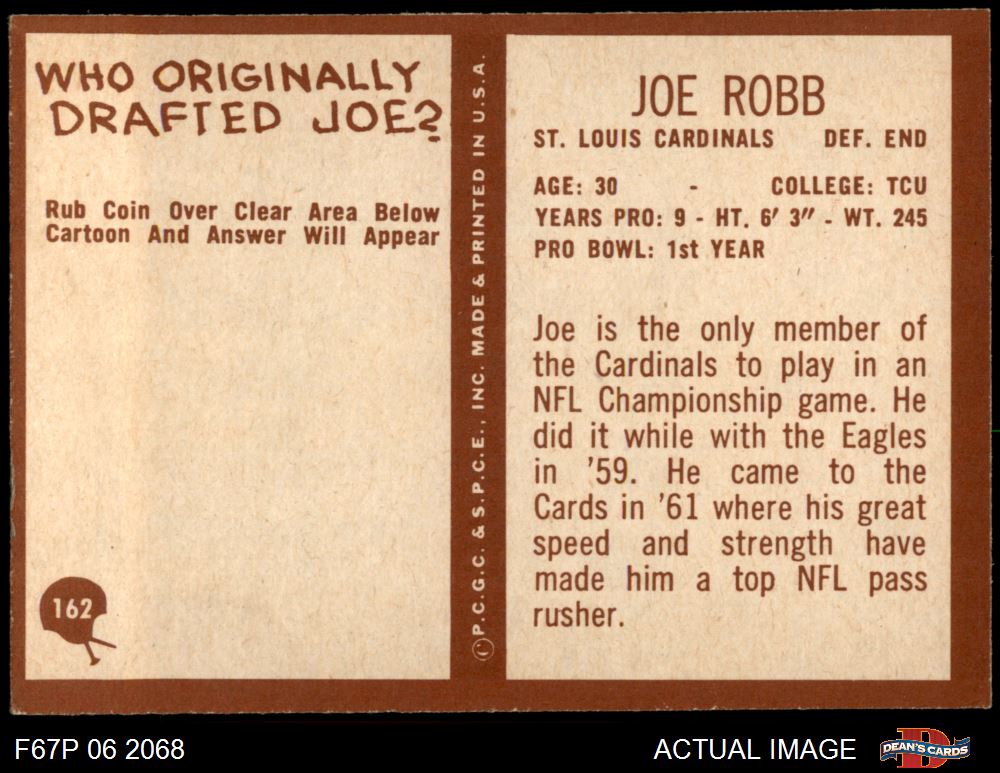 WHO ORIGINALLY
DRAFTED JOE?
Rub Coin Over Clear Area Below
Cartoon And Answer Will Appear
162
©P.C.G.C. & S.P.C.E., INC. MADE & PRINTED IN U.S.A.
JOE ROBB
ST. LOUIS CARDINALS DEF. END
AGE: 30 - COLLEGE: TCU
YEARS PRO: 9 - HT. 6′ 3″ - WT. 245
PRO BOWL: 1st YEAR
Joe is the only member of
the Cardinals to play in an
NFL Championship game. He
did it while with the Eagles
in ’59. He came to the
Cards in ’61 where his great
speed and strength have
made him a top NFL pass
rusher.
F67P 06 2068
ACTUAL IMAGE
DEAN'S CARDS